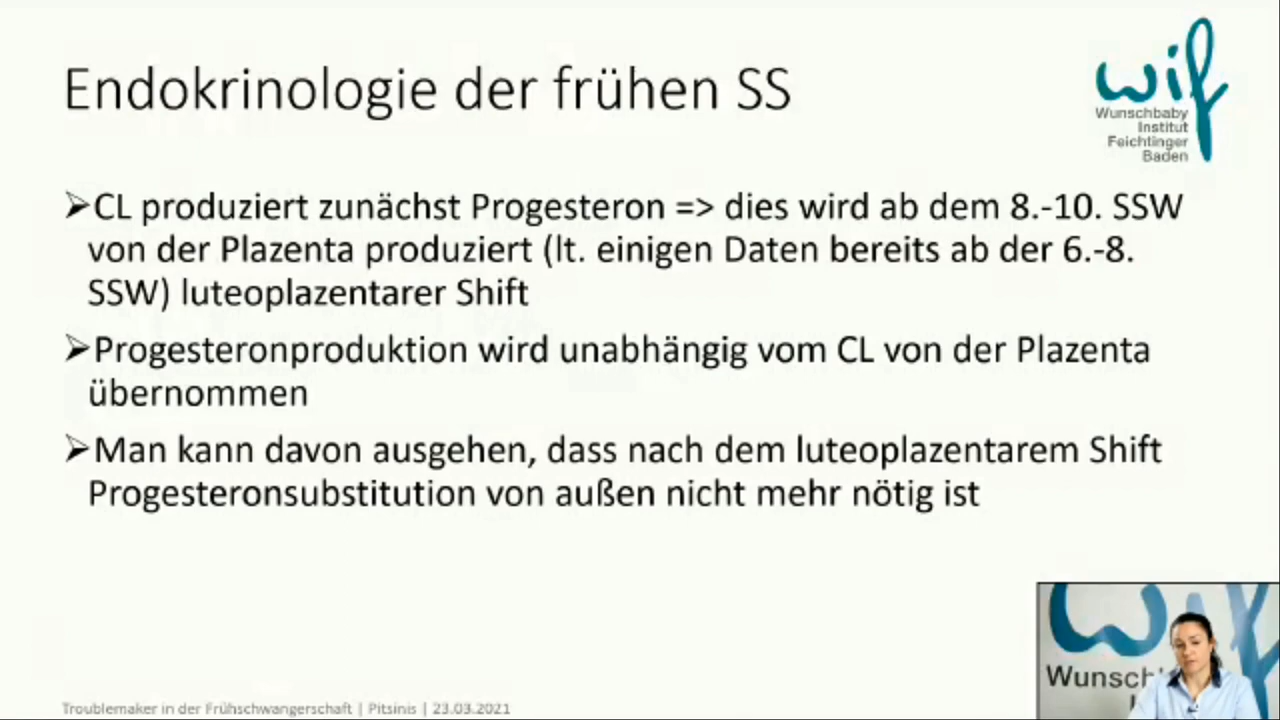 Endokrinologie der frühen SS
wif
Wunschbaby
Institut
Feichtinger
Baden
➢CL produziert zunächst Progesteron => dies wird ab dem 8.-10. SSW
von der Plazenta produziert (lt. einigen Daten bereits ab der 6.-8.
SSW) luteoplazentarer Shift
➢Progesteronproduktion wird unabhängig vom CL von der Plazenta
übernommen
➢Man kann davon ausgehen, dass nach dem luteoplazentarem Shift
Progesteronsubstitution von außen nicht mehr nötig ist
Troublemaker in der Frühschwangerschaft | Pitsinis | 23.03.2021